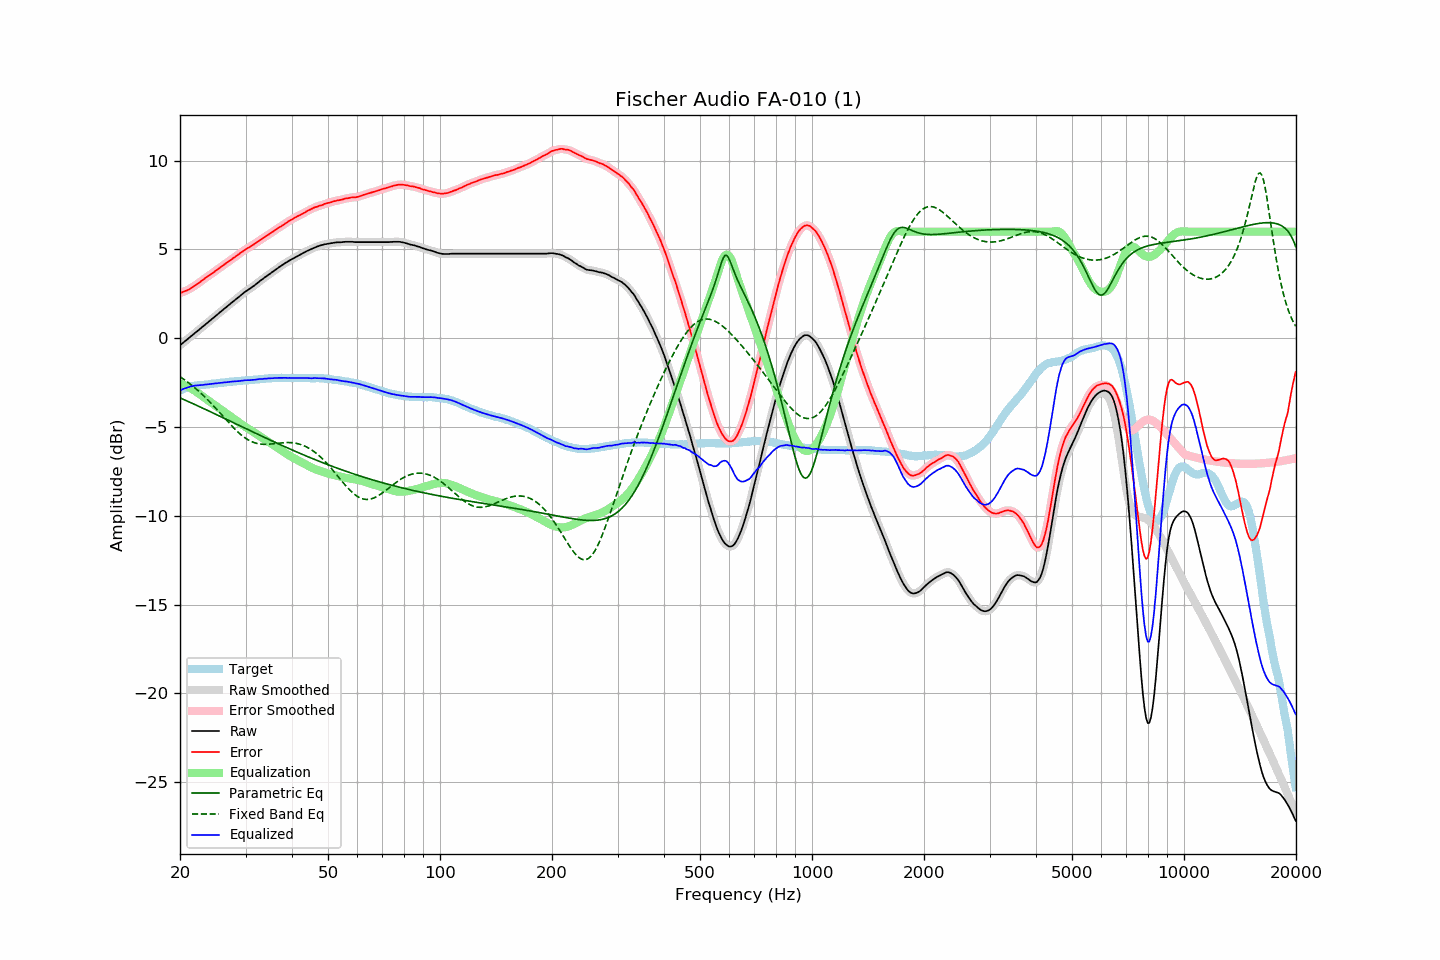 Fischer Audio FA-010 (1)
Amplitude (dBr)
10
5
0
−5
−10
−15
−20
−25
Target
Raw Smoothed
Error Smoothed
Raw
Error
Equalization
Parametric Eq
Fixed Band Eq
Equalized
20 50 100 200 500 1000 2000 5000 10000 20000
Frequency (Hz)